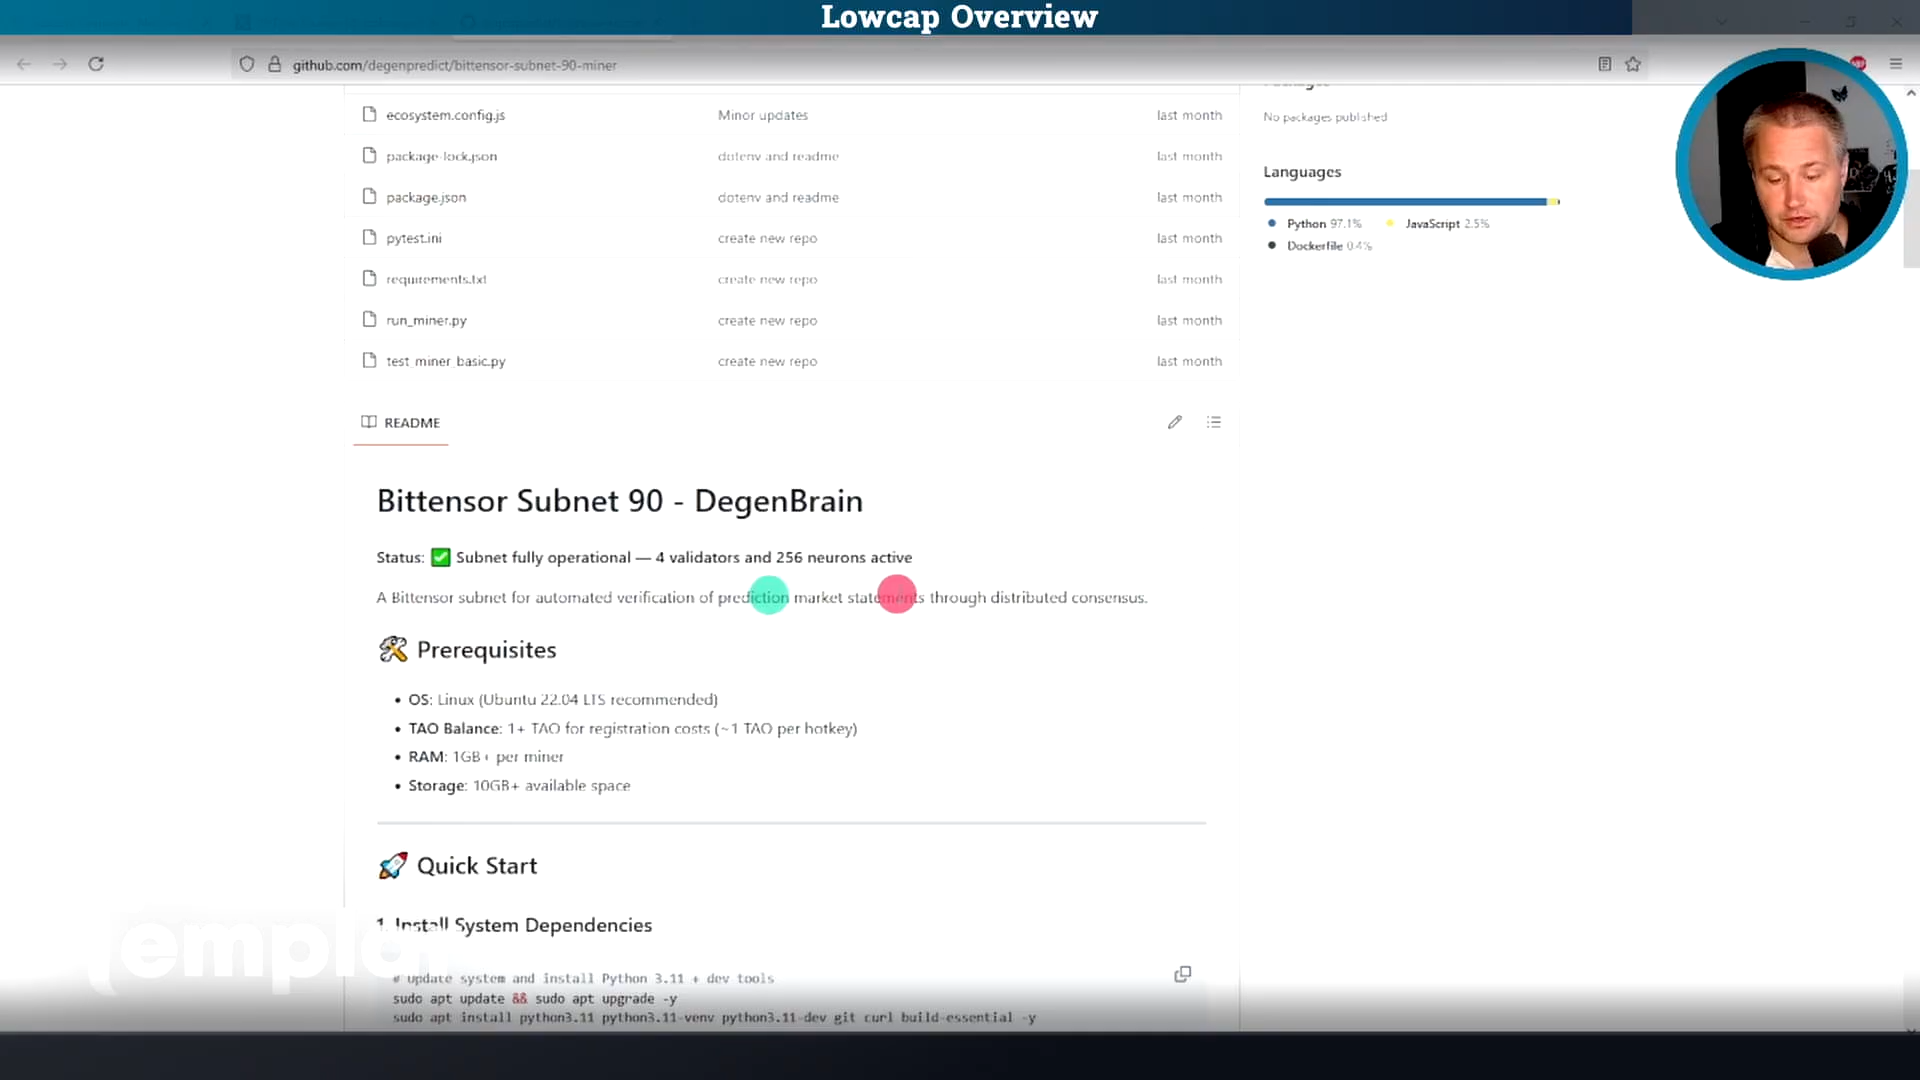 Lowcap Overview
github.com/degenpredict/bittensor-subnet-90-miner
ecosystem.config.js Minor updates last month
No packages published
package-lock.json dotenv and readme last month
Languages
package.json dotenv and readme last month
Python 97.1% JavaScript 2.5%
pytest.ini create new repo last month
Dockerfile 0.4%
requirements.txt create new repo last month
run_miner.py create new repo last month
test_miner_basic.py create new repo last month
README
Bittensor Subnet 90 - DegenBrain
Status: ✅ Subnet fully operational — 4 validators and 256 neurons active
A Bittensor subnet for automated verification of prediction market statements through distributed consensus.
🛠️ Prerequisites
• OS: Linux (Ubuntu 22.04 LTS recommended)
• TAO Balance: 1+ TAO for registration costs (~1 TAO per hotkey)
• RAM: 1GB+ per miner
• Storage: 10GB+ available space
🚀 Quick Start
1. Install System Dependencies
# Update system and install Python 3.11 + dev tools
sudo apt update && sudo apt upgrade -y
sudo apt install python3.11 python3.11-venv python3.11-dev git curl build-essential -y